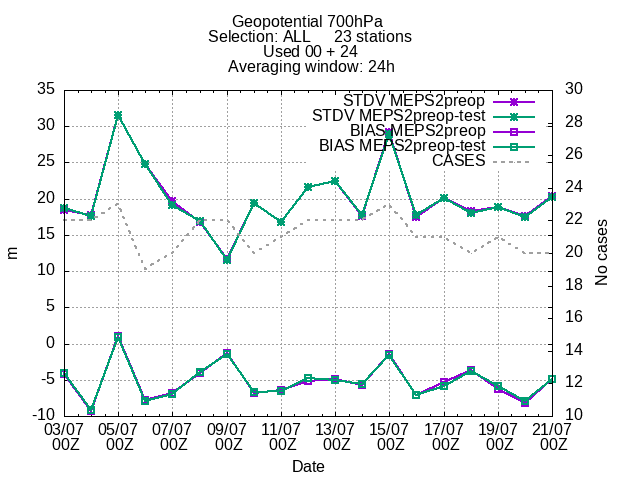 Geopotential 700hPa
Selection: ALL     23 stations
Used 00 + 24
Averaging window: 24h
STDV MEPS2preop
STDV MEPS2preop-test
BIAS MEPS2preop
BIAS MEPS2preop-test
CASES
35
30
25
20
15
10
5
0
-5
-10
m
30
28
26
24
22
20
18
16
14
12
10
No cases
03/07 05/07 07/07 09/07 11/07 13/07 15/07 17/07 19/07 21/07
00Z 00Z 00Z 00Z 00Z 00Z 00Z 00Z 00Z 00Z
Date